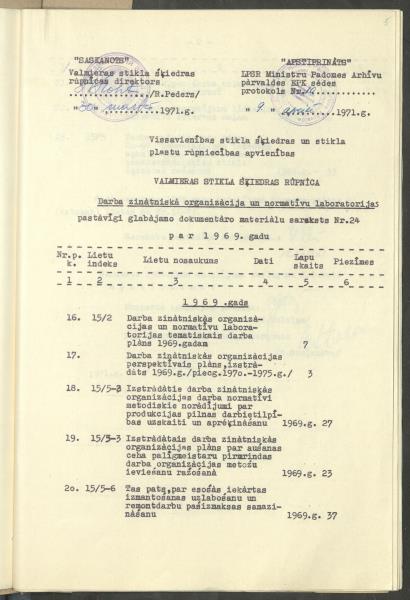 "SASKAŅOTS"
Valmieras stikla šķiedras
rūpnīcas direktors
/R.Peders/
"30" martā 1971.g.
"APSTIPRINĀTS"
LPSR Ministru Padomes Arhīvu
pārvaldes EPK sēdes
protokols Nr.10
"9." 1971.g.
Vissavienības stikla šķiedras un stikla
plastu rūpniecības apvienības
VALMIERAS STIKLA ŠĶIEDRAS RŪPNĪCA
Darba zinātniskā organizācija un normatīvu laboratorijas
pastāvīgi glabājamo dokumentāro materiālu saraksts Nr.24
par 1969. gadu
Nr.p. Lietu Lietu nosaukums Dati Lapu Piezīmes
k. indeks skaits
1 2 3 4 5 6
1969.gads
16. 15/2 Darba zinātniskās organizā-
cijas un normatīvu labora-
torijas tematiskais darba
plāns 1969.gadam 7
17. Darba zinātniskās organizācijas
perspektīvais plāns, izstrā-
dāts 1969.g./piecg.197o.-1975.g./ 3
18. 15/5-3 Izstrādātie darba zinātniskās
organizācijas darba normatīvi
metodiskie norādījumi par
produkcijas pilnas darbietilpī-
bas uzskaiti un aprēķināšanu 1969.g. 27
19. 15/5-3 Izstrādātais darba zinātniskās
organizācijas plāns par aušanas
ceha palīgmeistaru pirmrindas
darba organizācijas metožu
ieviešanu ražošanā 1969.g. 23
2o. 15/5-6 Tas pats, par esošās iekārtas
izmantošanas uzlabošanu un
remontdarbu pašizmaksas samazi-
nāšanu 1969.g. 37